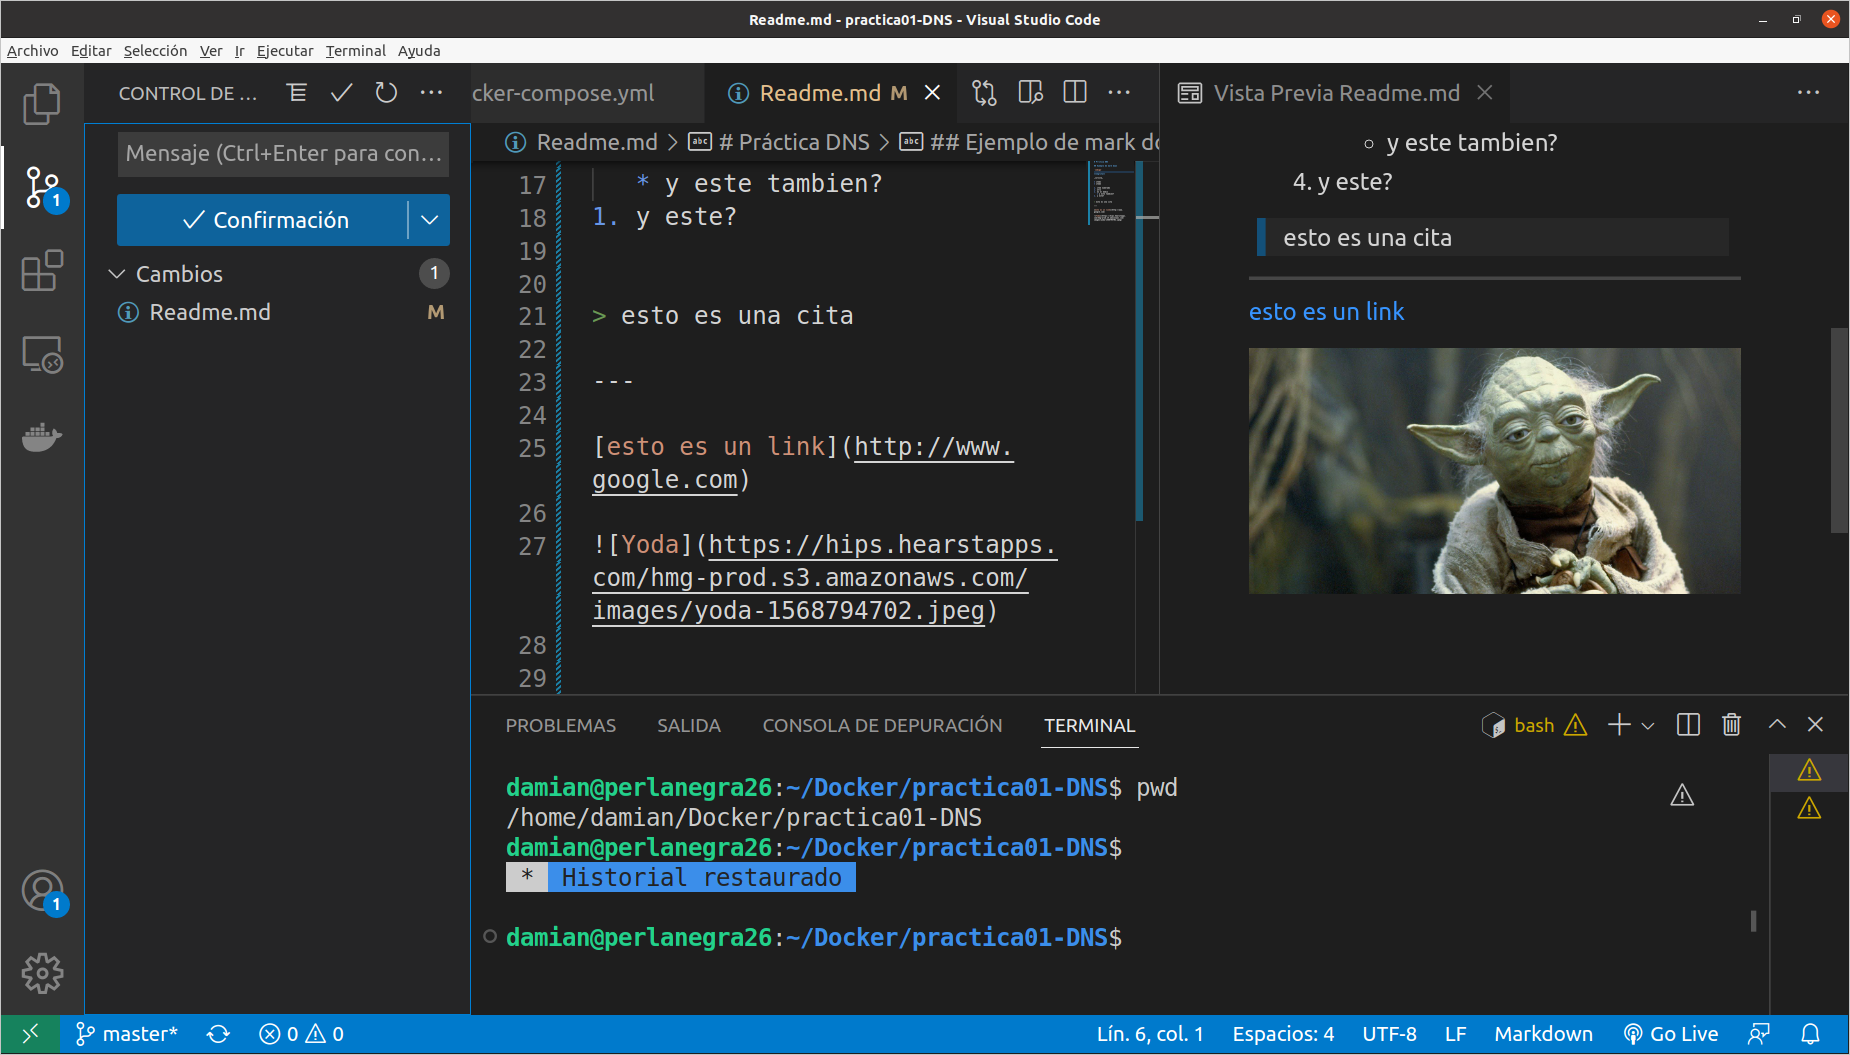 Readme.md - practica01-DNS - Visual Studio Code
Archivo Editar Selección Ver Ir Ejecutar Terminal Ayuda
CONTROL DE ...
Mensaje (Ctrl+Enter para con...
Confirmación
Cambios 1
Readme.md M
1
1
cker-compose.yml Readme.md M
Readme.md > # Práctica DNS > ## Ejemplo de mark do
17 * y este tambien?
18 1. y este?
19
20
21 > esto es una cita
22
23 ---
24
25 [esto es un link](http://www.
google.com)
26
27 ![Yoda](https://hips.hearstapps.
com/hmg-prod.s3.amazonaws.com/
images/yoda-1568794702.jpeg)
28
29
Vista Previa Readme.md
y este tambien?
4. y este?
esto es una cita
esto es un link
PROBLEMAS SALIDA CONSOLA DE DEPURACIÓN TERMINAL
bash
damian@perlanegra26:~/Docker/practica01-DNS$ pwd
/home/damian/Docker/practica01-DNS
damian@perlanegra26:~/Docker/practica01-DNS$
* Historial restaurado
damian@perlanegra26:~/Docker/practica01-DNS$
master* 0 0 Lín. 6, col. 1 Espacios: 4 UTF-8 LF Markdown Go Live